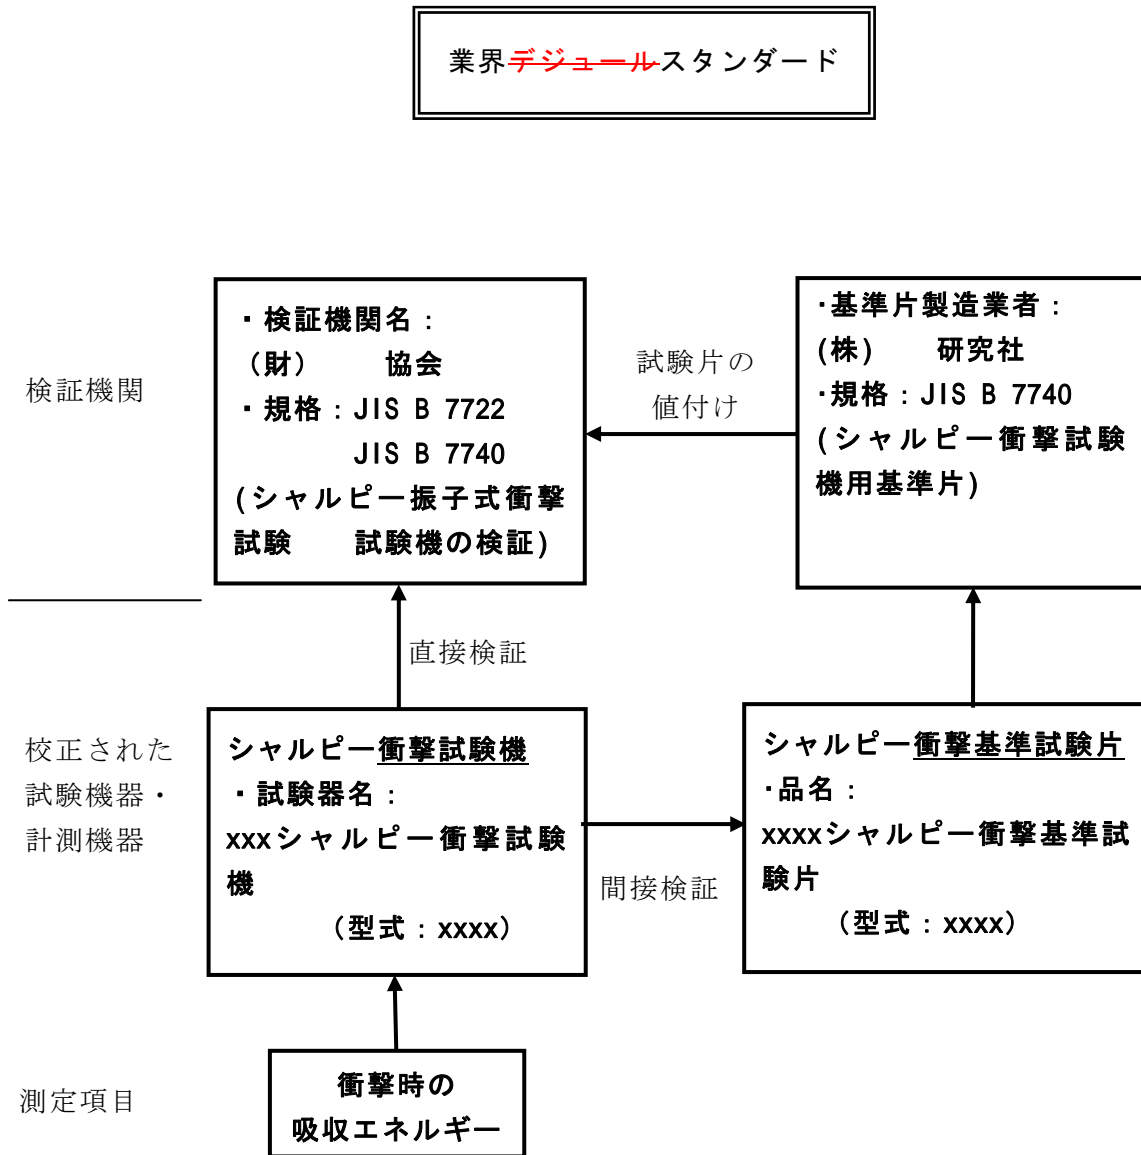 業界デジュールスタンダード
検証機関
・検証機関名：
（財）　　協会
・規格：JIS B 7722
JIS B 7740
(シャルピー振子式衝撃
試験　　試験機の検証)
試験片の
値付け
・基準片製造業者：
(株)　　研究社
・規格：JIS B 7740
(シャルピー衝撃試験
機用基準片)
直接検証
校正された
試験機器・
計測機器
シャルピー衝撃試験機
・試験器名：
xxxシャルピー衝撃試験
機
（型式：xxxx）
間接検証
シャルピー衝撃基準試験片
・品名：
xxxxシャルピー衝撃基準試
験片
（型式：xxxx）
測定項目
衝撃時の
吸収エネルギー